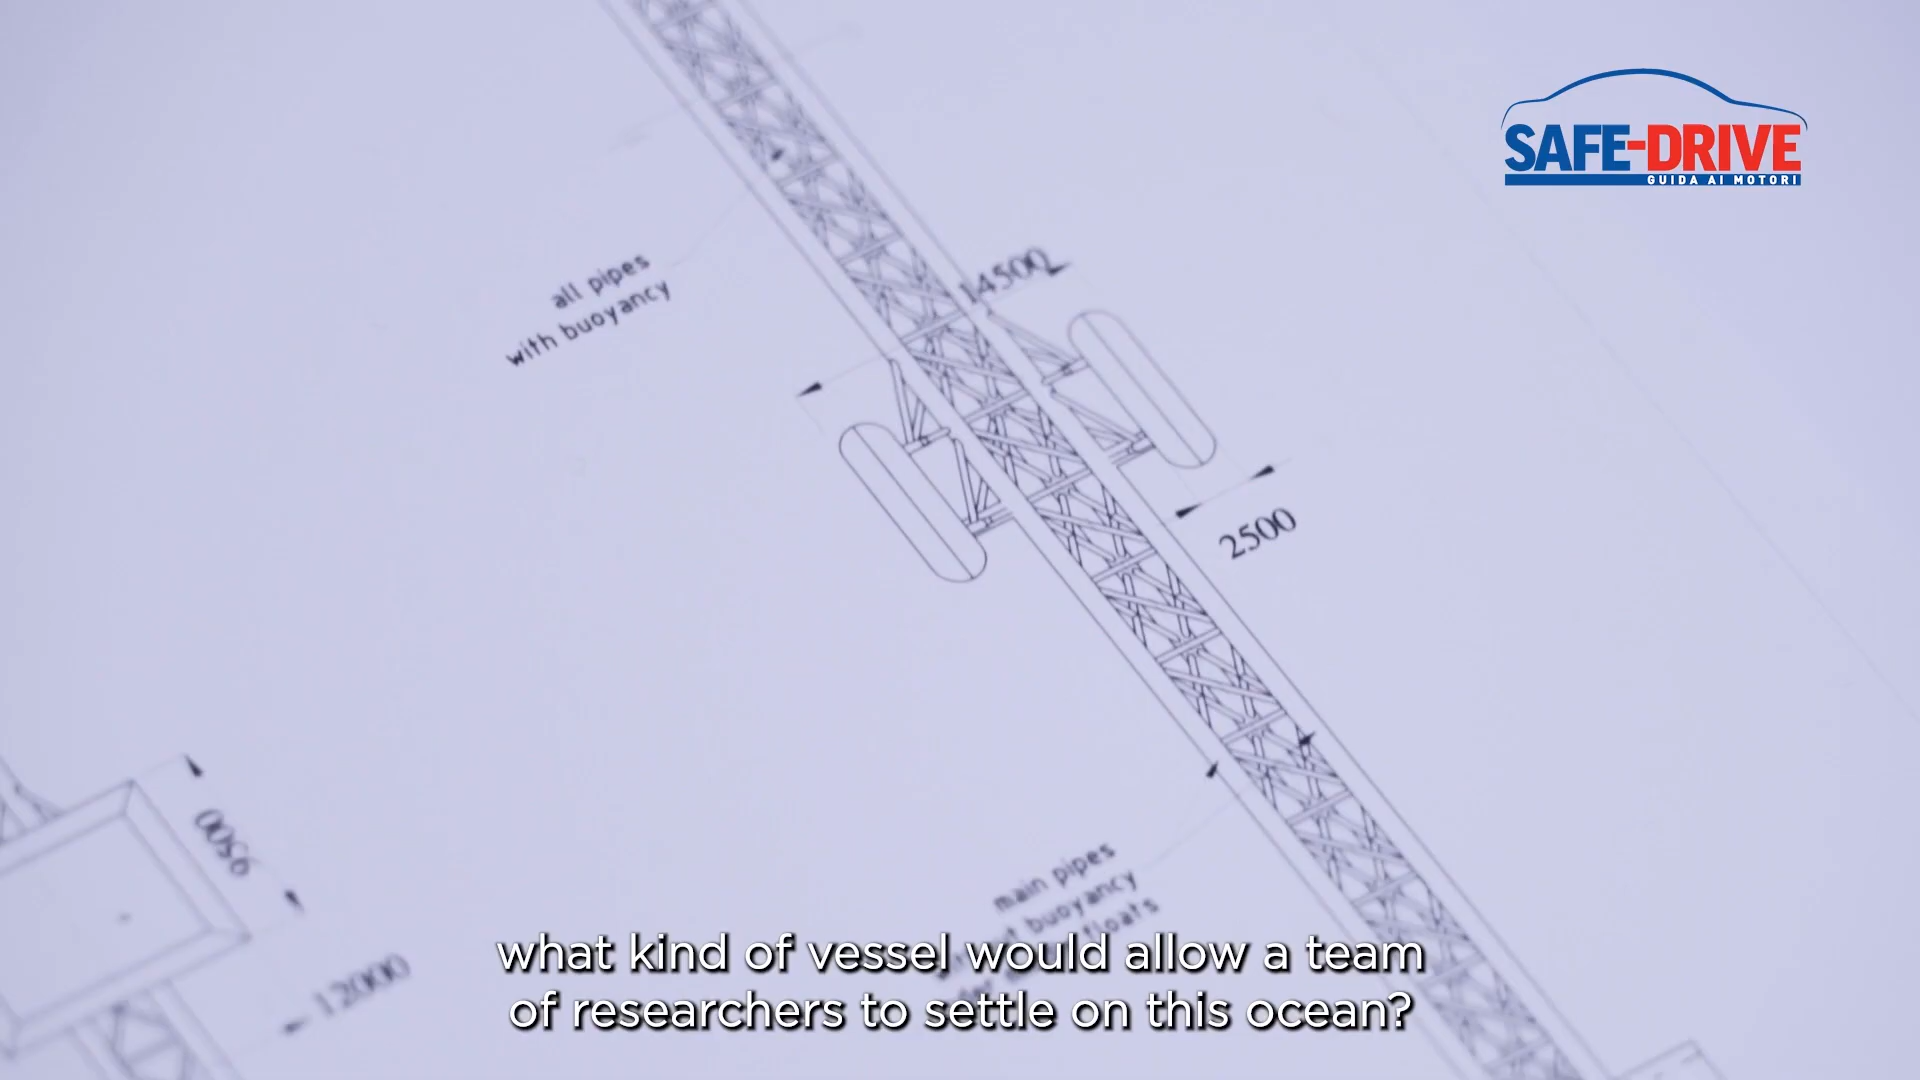 SAFE-DRIVE
GUIDA AI MOTORI
all pipes
with buoyancy
14500
2500
9500
12000
main pipes
buoyancy
floats
what kind of vessel would allow a team
of researchers to settle on this ocean?